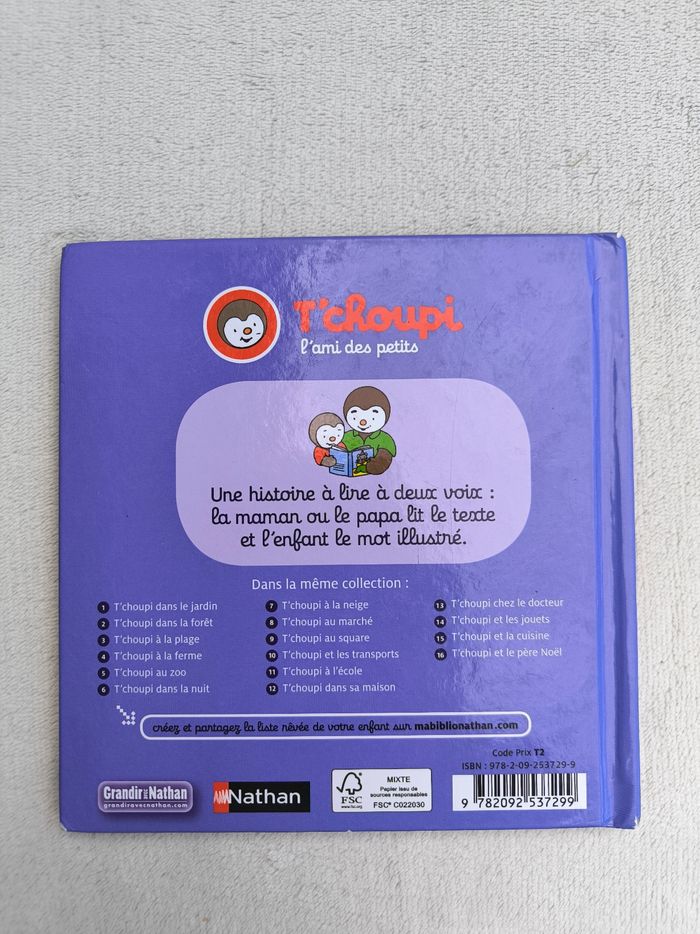 T'choupi
l'ami des petits
Une histoire à lire à deux voix :
la maman ou le papa lit le texte
et l'enfant le mot illustré.
Dans la même collection :
1 T'choupi dans le jardin
2 T'choupi dans la forêt
3 T'choupi à la plage
4 T'choupi à la ferme
5 T'choupi au zoo
6 T'choupi dans la nuit
7 T'choupi à la neige
8 T'choupi au marché
9 T'choupi au square
10 T'choupi et les transports
11 T'choupi à l'école
12 T'choupi dans sa maison
13 T'choupi chez le docteur
14 T'choupi et les jouets
15 T'choupi et la cuisine
16 T'choupi et le père Noël
créez et partagez la liste rêvée de votre enfant sur mabiblionathan.com
Code Prix T2
ISBN : 978-2-09-253729-9
Grandir avec Nathan
grandiravecnathan.com
Nathan
FSC
www.fsc.org
MIXTE
Papier issu de
sources responsables
FSC® C022030
9 782092 537299